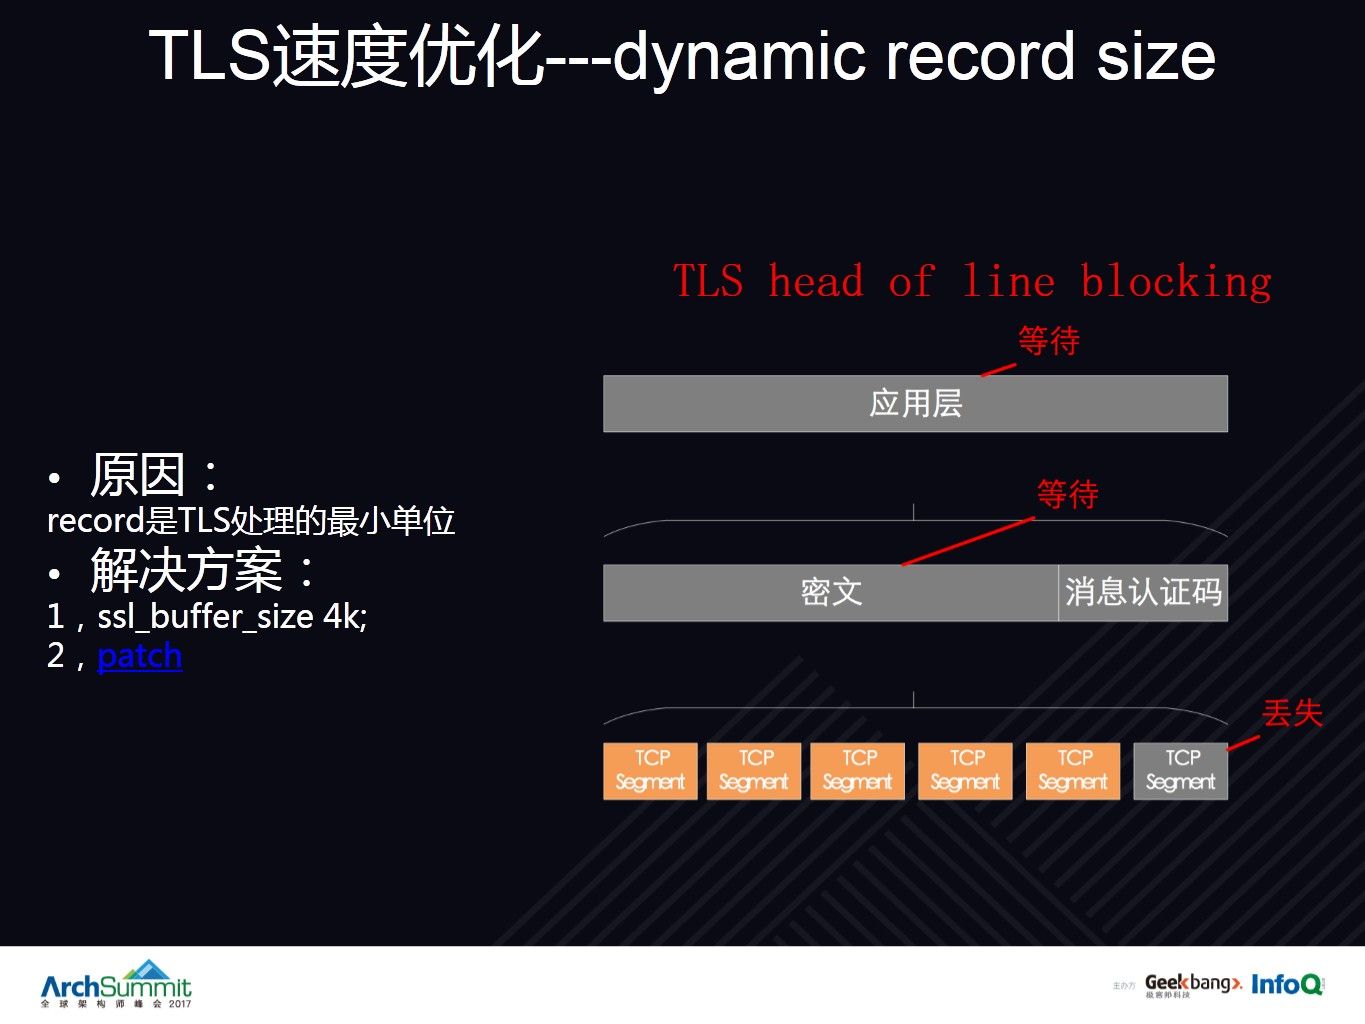 TLS速度优化---dynamic record size
TLS head of line blocking
等待
应用层
• 原因：
record是TLS处理的最小单位
• 解决方案：
1，ssl_buffer_size 4k;
2，patch
等待
密文
消息认证码
丢失
TCP Segment
TCP Segment
TCP Segment
TCP Segment
TCP Segment
TCP Segment
ArchSummit
全球架构师峰会 2017
主办方
Geekbang>.
极客邦科技
InfoQ